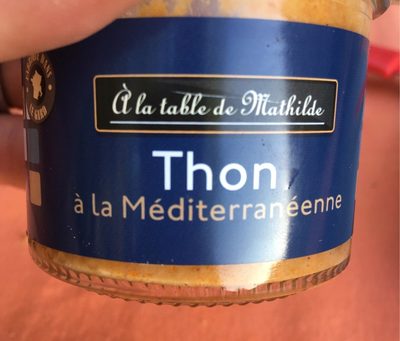 À la table de Mathilde
Thon
à la Méditerranéenne